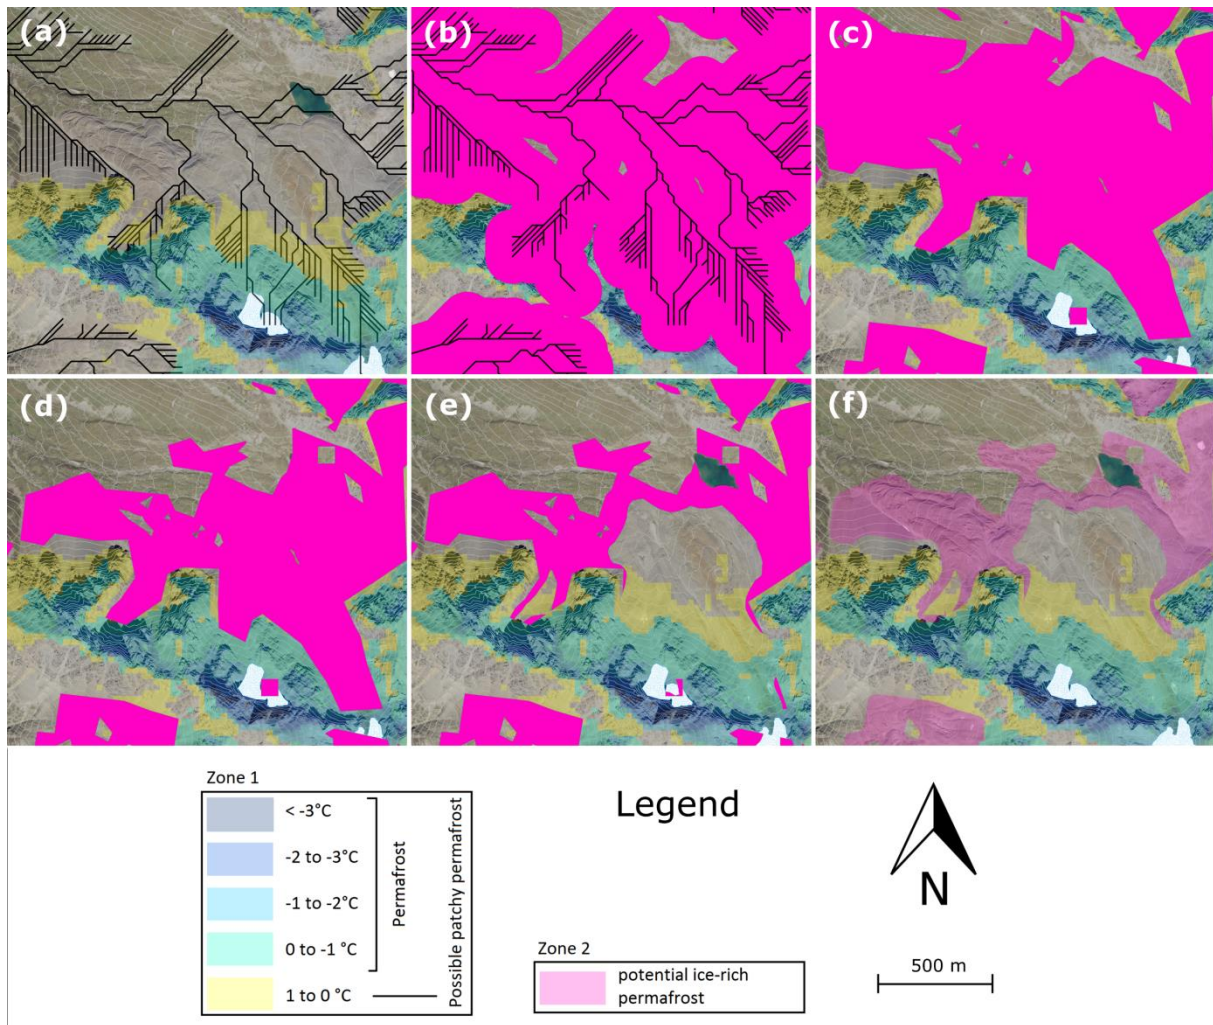 (a)
(b)
(c)
(d)
(e)
(f)
Zone 1
< -3°C
-2 to -3°C
-1 to -2°C
0 to -1 °C
1 to 0 °C
Permafrost
Possible patchy permafrost
Legend
Zone 2
potential ice-rich
permafrost
N
500 m